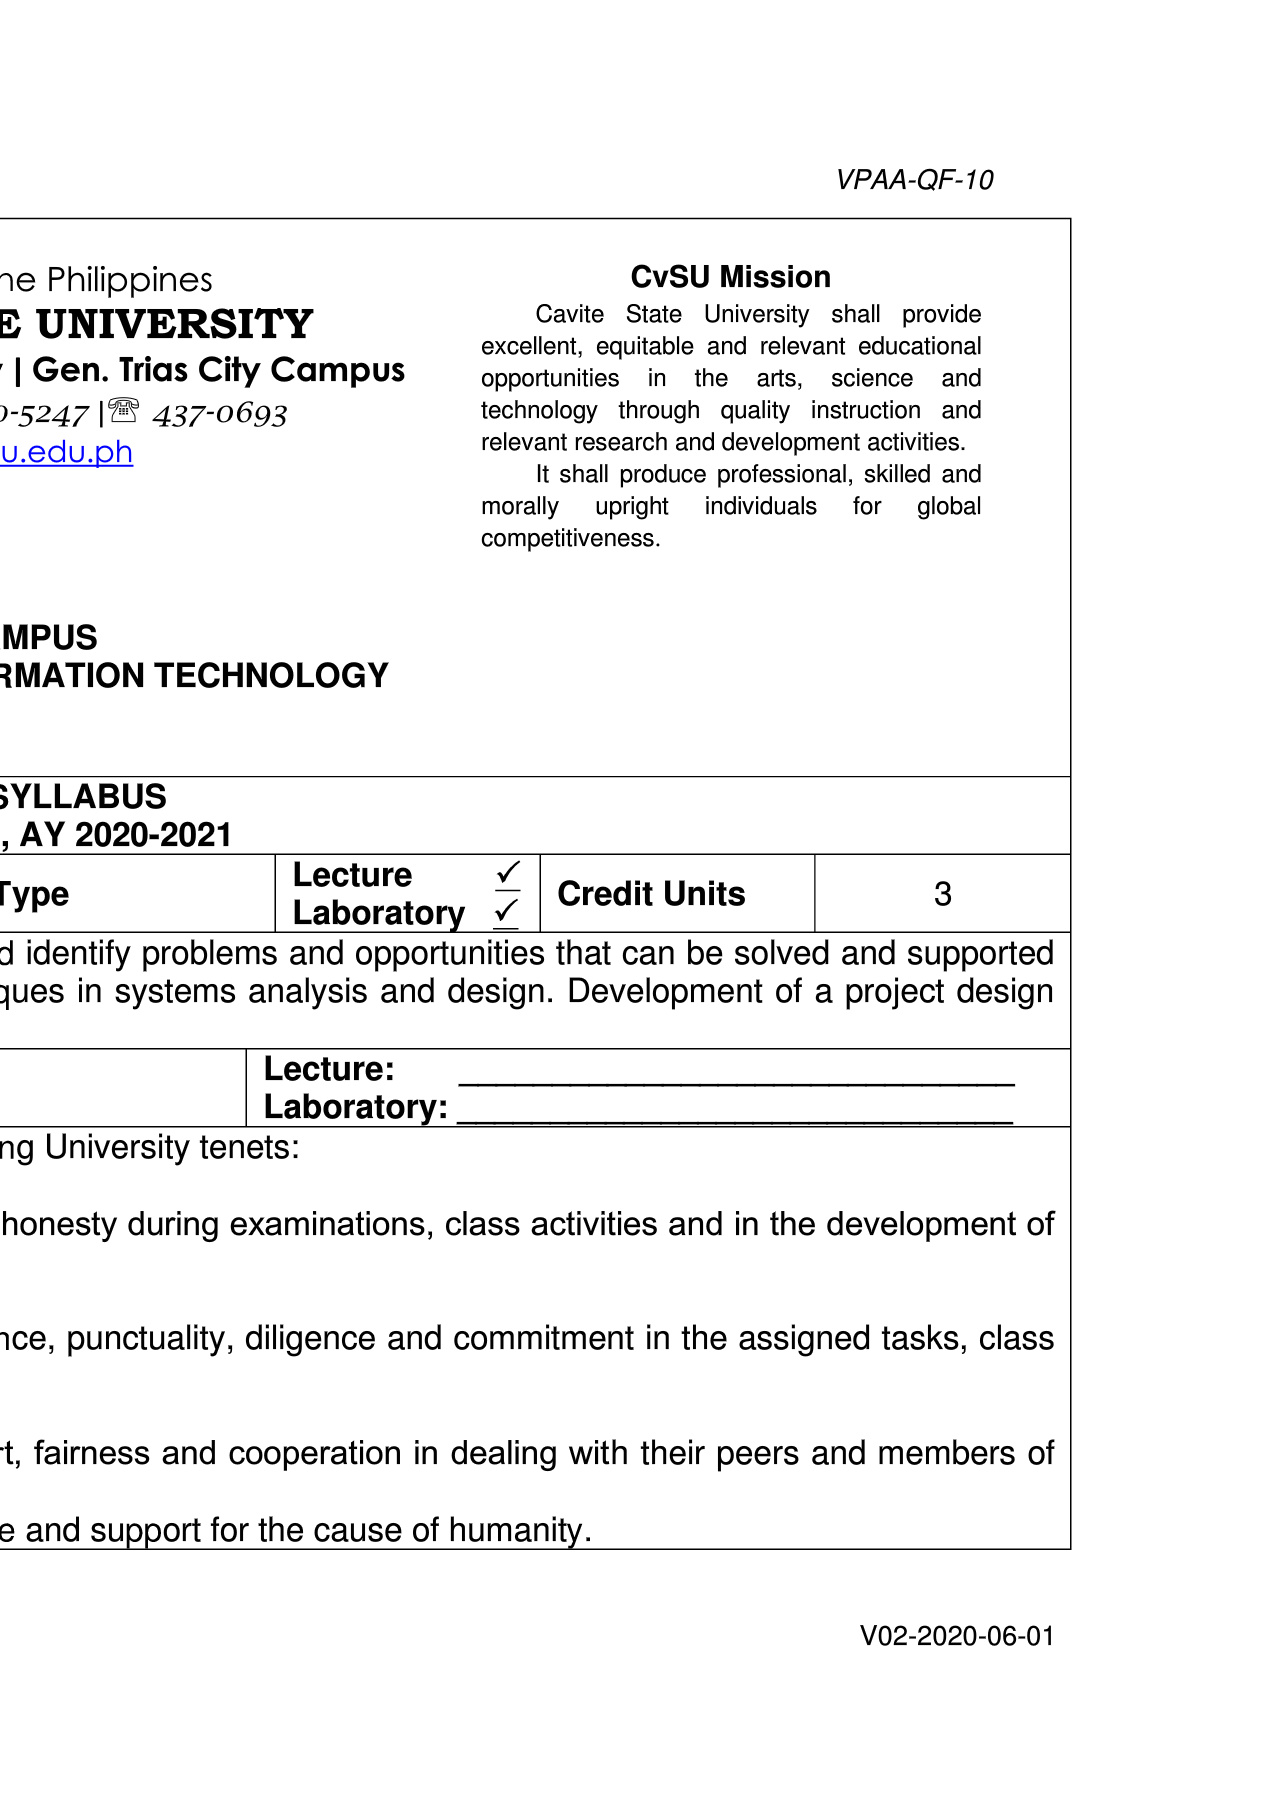 VPAA-QF-10
ne Philippines
E UNIVERSITY
| Gen. Trias City Campus
0-5247 |☏ 437-0693
u.edu.ph
CvSU Mission
Cavite State University shall provide
excellent, equitable and relevant educational
opportunities in the arts, science and
technology through quality instruction and
relevant research and development activities.
It shall produce professional, skilled and
morally upright individuals for global
competitiveness.
MPUS
RMATION TECHNOLOGY
SYLLABUS
, AY 2020-2021
Type
Lecture ✓
Laboratory ✓
Credit Units
3
d identify problems and opportunities that can be solved and supported
ques in systems analysis and design. Development of a project design
Lecture: ______________________________
Laboratory: ______________________________
ng University tenets:
honesty during examinations, class activities and in the development of
nce, punctuality, diligence and commitment in the assigned tasks, class
rt, fairness and cooperation in dealing with their peers and members of
e and support for the cause of humanity.
V02-2020-06-01